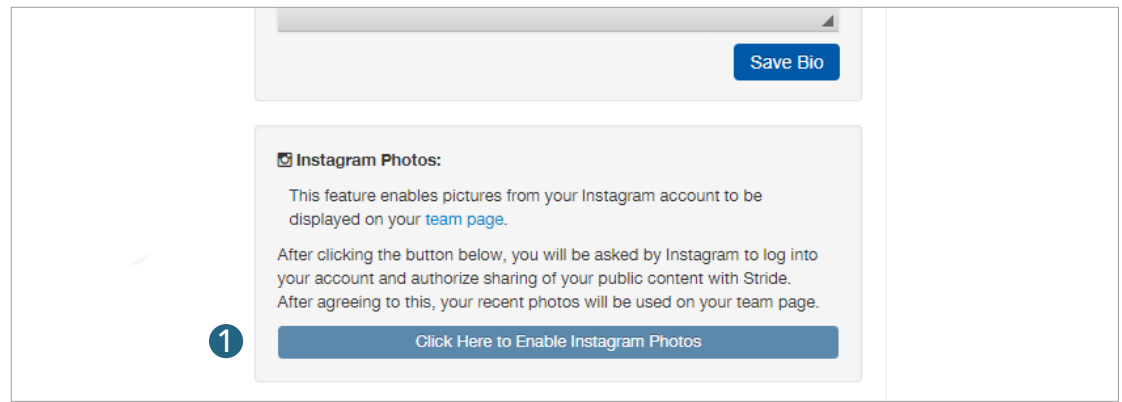 Save Bio
Instagram Photos:
This feature enables pictures from your Instagram account to be
displayed on your team page.
After clicking the button below, you will be asked by Instagram to log into
your account and authorize sharing of your public content with Stride.
After agreeing to this, your recent photos will be used on your team page.
1 Click Here to Enable Instagram Photos